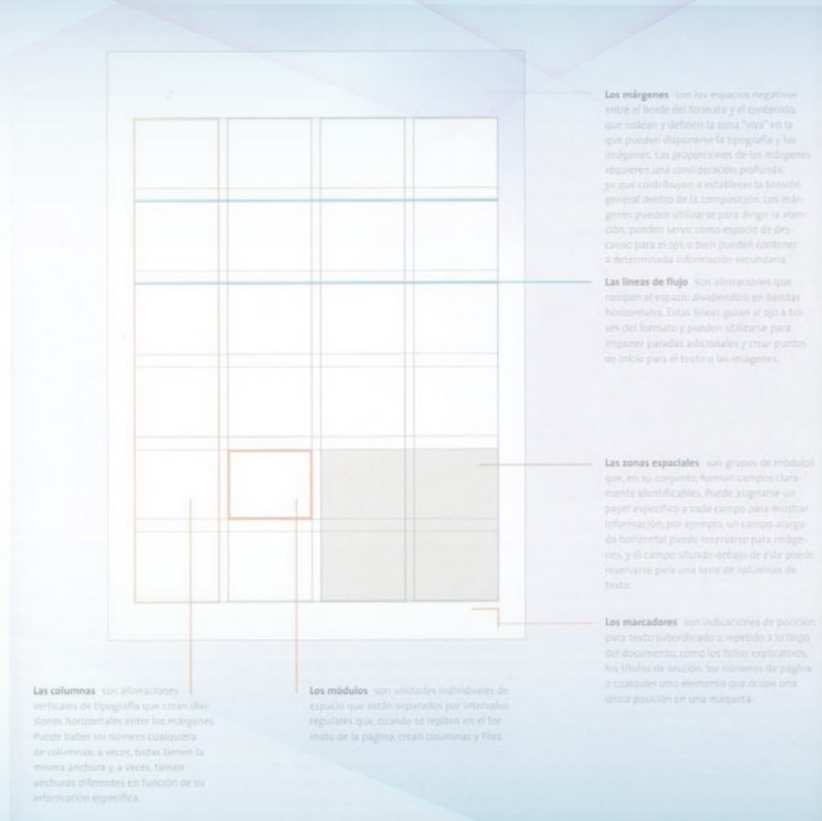 Los márgenes son los espacios negativos
entre el borde del formato y el contenido,
que rodean y definen la zona "viva" en la
que pueden disponerse la tipografía y las
imágenes. Las proporciones de los márgenes
requieren una consideración profunda,
ya que contribuyen a establecer la tensión
general dentro de la composición. Los már-
genes pueden utilizarse para dirigir la aten-
ción, pueden servir como espacio de des-
canso para el ojo, o bien pueden contener
a determinada información secundaria.
Las líneas de flujo son alineaciones que
rompen el espacio dividiéndolo en bandas
horizontales. Estas líneas guían al ojo a tra-
vés del formato y pueden utilizarse para
imponer paradas adicionales y crear puntos
de inicio para el texto o las imágenes.
Las zonas espaciales son grupos de módulos
que, en su conjunto, forman campos clara-
mente identificables. Puede asignarse un
papel específico a cada campo para mostrar
información; por ejemplo, un campo alarga-
do horizontal puede reservarse para imáge-
nes, y el campo situado debajo de éste puede
reservarse para una serie de columnas de
texto.
Los marcadores son indicaciones de posición
para texto subordinado o repetido a lo largo
del documento, como los folios explicativos,
los títulos de sección, los números de página
o cualquier otro elemento que ocupe una
única posición en una maqueta.
Las columnas son alineaciones
verticales de tipografía que crean divi-
siones horizontales entre los márgenes.
Puede haber un número cualquiera
de columnas; a veces, todas tienen la
misma anchura y, a veces, tienen
anchuras diferentes en función de su
información específica.
Los módulos son unidades individuales de
espacio que están separados por intervalos
regulares que, cuando se repiten en el for-
mato de la página, crean columnas y filas.